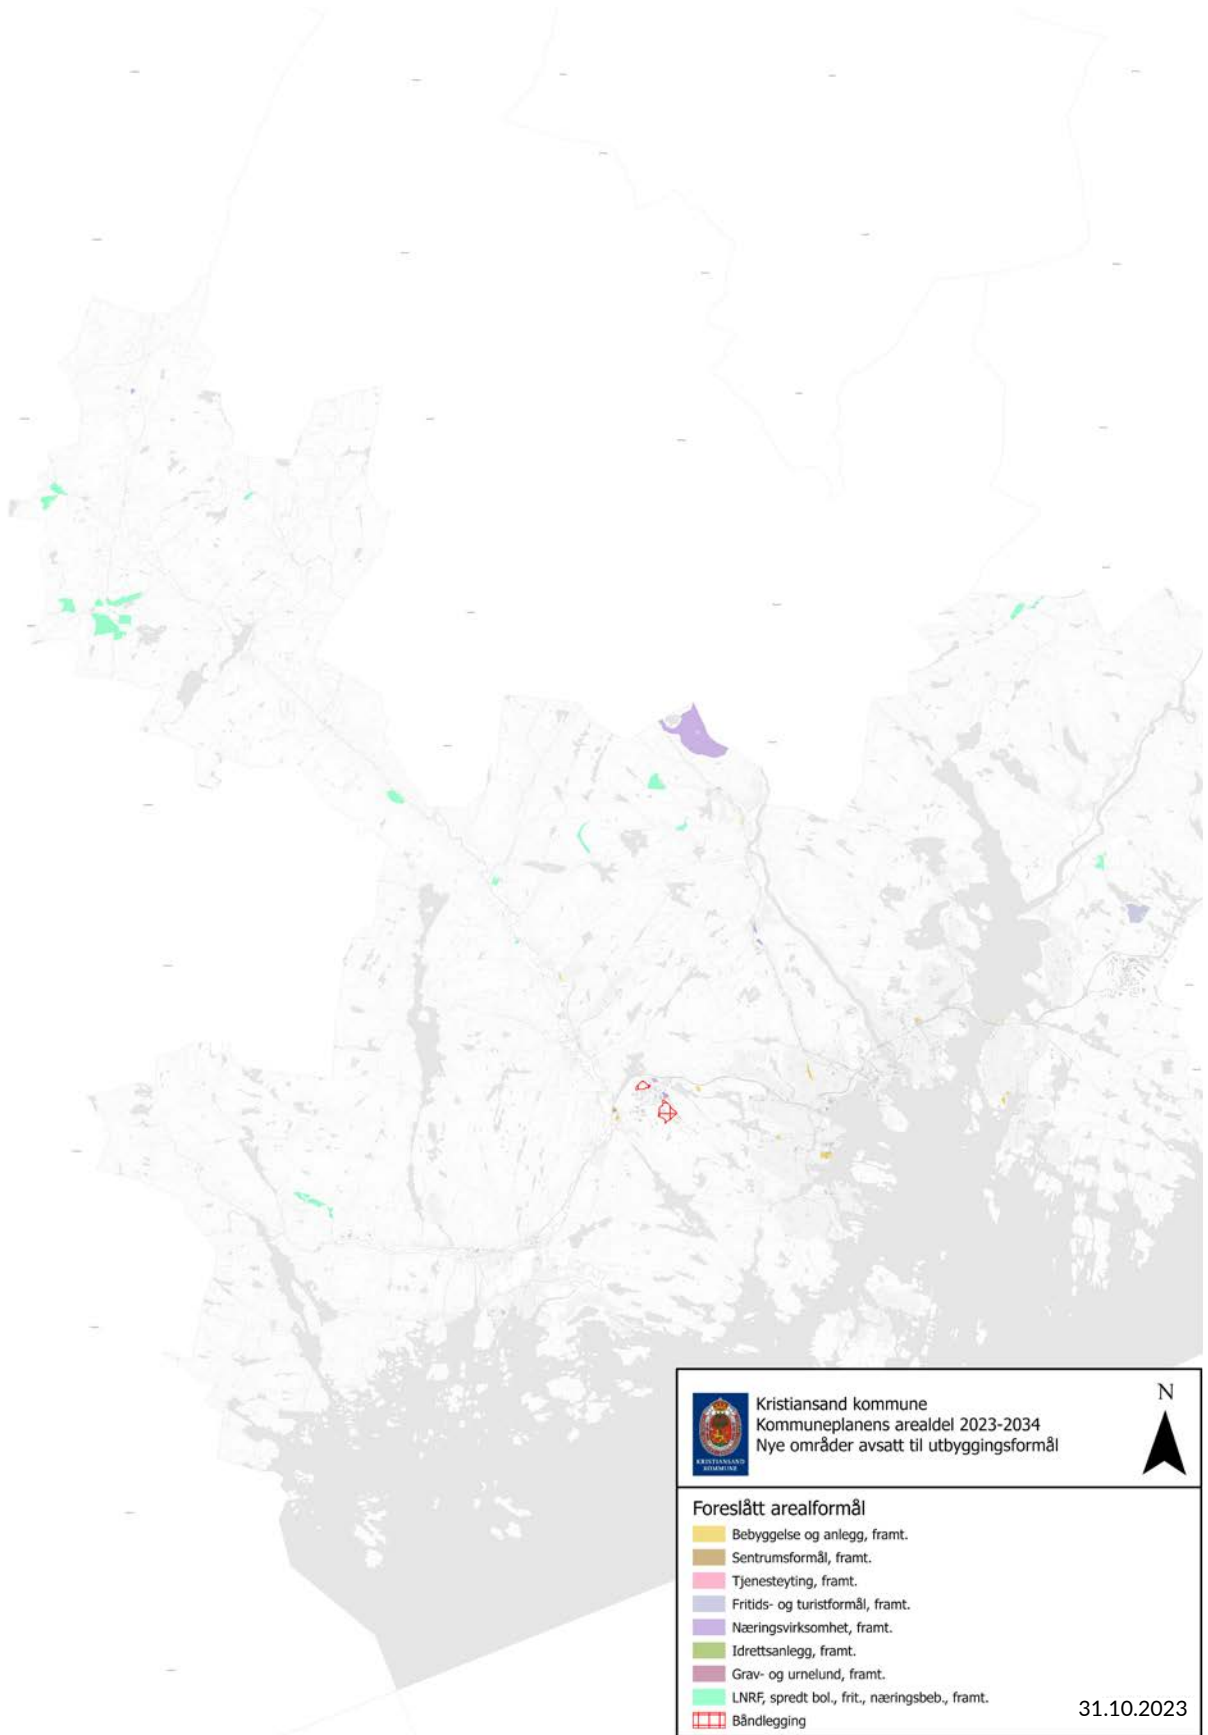 Kristiansand kommune
Kommuneplanens arealdel 2023-2034
Nye områder avsatt til utbyggingsformål
N
KRISTIANSAND
KOMMUNE
Foreslått arealformål
Bebyggelse og anlegg, framt.
Sentrumsformål, framt.
Tjenesteyting, framt.
Fritids- og turistformål, framt.
Næringsvirksomhet, framt.
Idrettsanlegg, framt.
Grav- og urnelund, framt.
LNRF, spredt bol., frit., næringsbeb., framt.
Båndlegging
31.10.2023